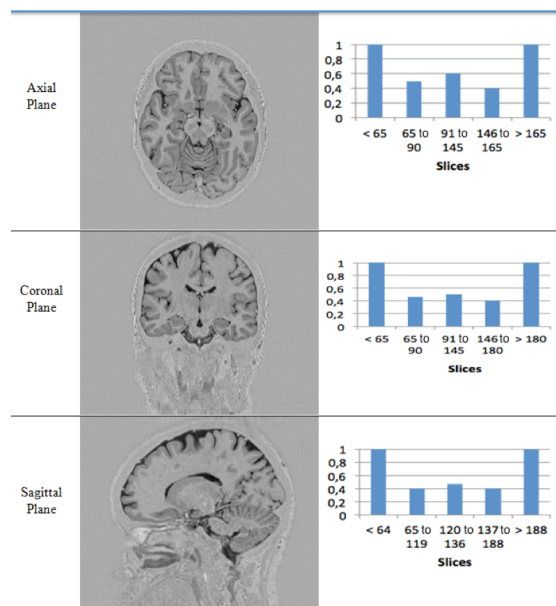 Axial
Plane
1
0,8
0,6
0,4
0,2
0
< 65 65 to 91 to 146 to > 165
90 145 165
Slices
Coronal
Plane
1
0,8
0,6
0,4
0,2
0
< 65 65 to 91 to 146 to > 180
90 145 180
Slices
Sagittal
Plane
1
0,8
0,6
0,4
0,2
0
< 64 65 to 120 to 137 to > 188
119 136 188
Slices